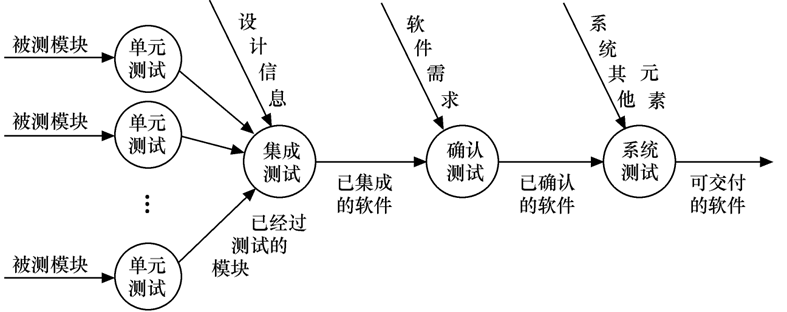 被测模块
单元
测试
被测模块
单元
测试
被测模块
单元
测试
设计信息
集成
测试
已经过
测试的
模块
已集成
的软件
软件需求
确认
测试
已确认
的软件
系统其他元素
系统
测试
可交付
的软件